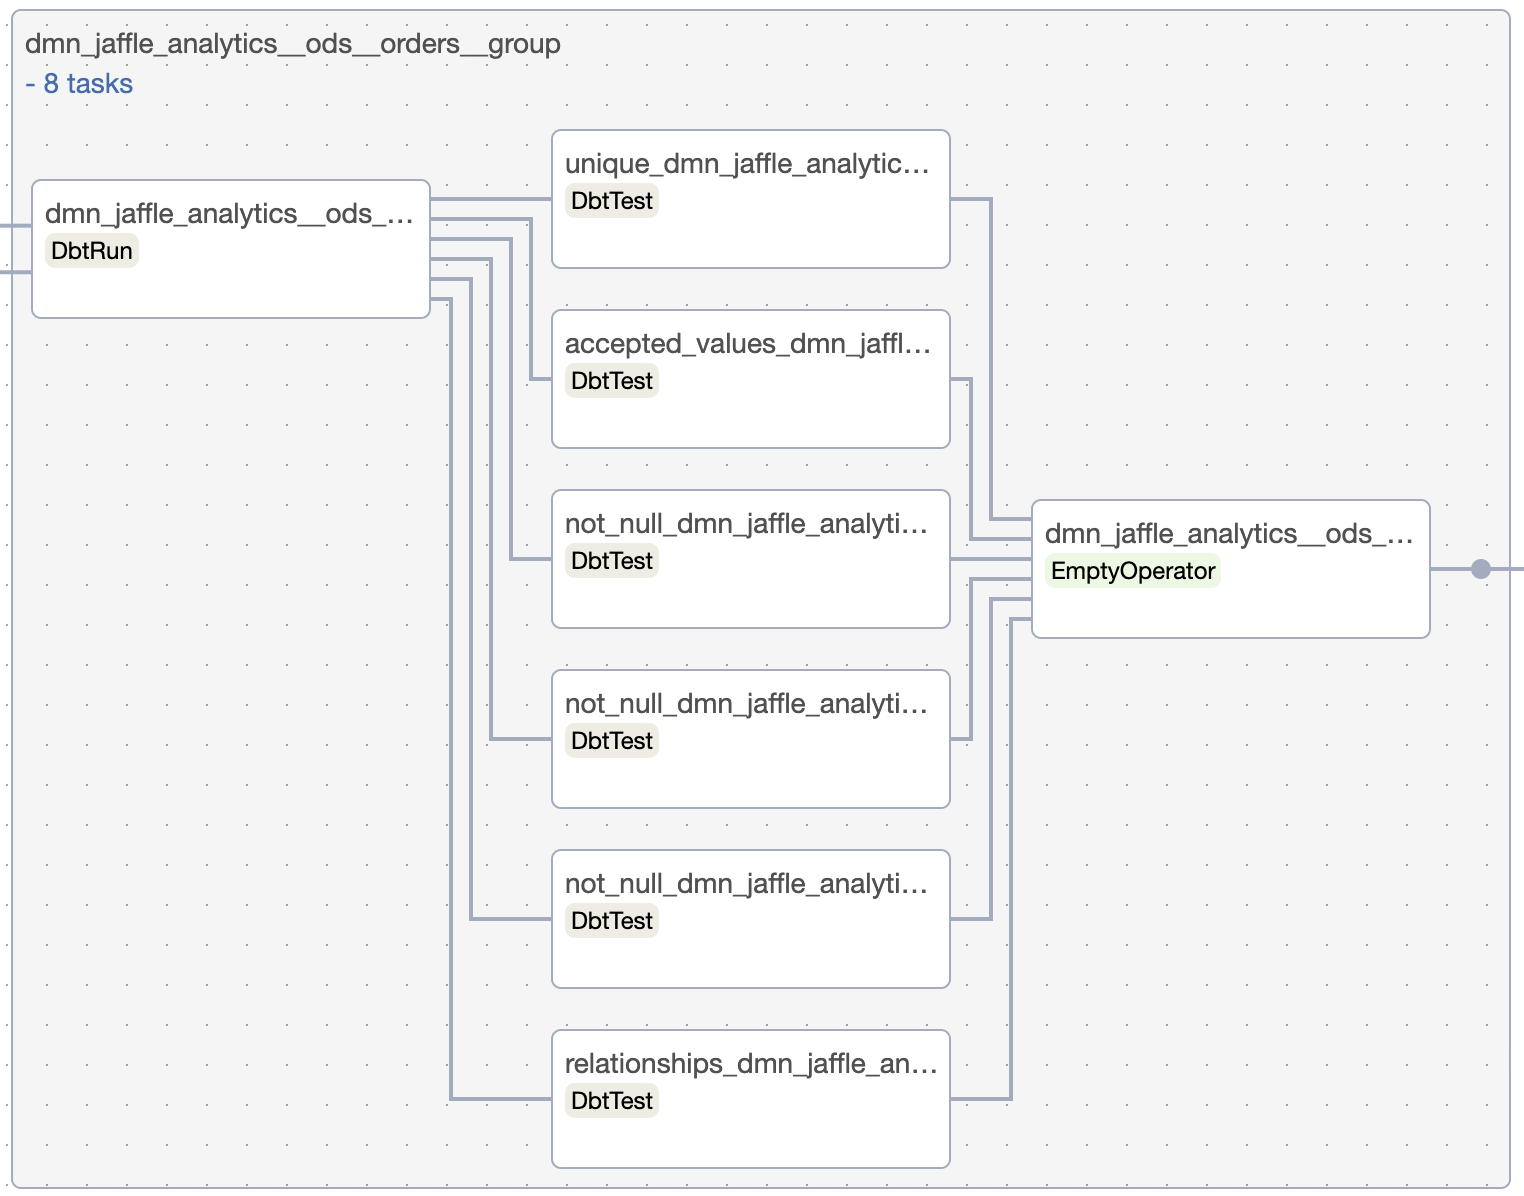 dmn_jaffle_analytics__ods__orders__group
- 8 tasks
dmn_jaffle_analytics__ods_...
DbtRun
unique_dmn_jaffle_analytic...
DbtTest
accepted_values_dmn_jaffl...
DbtTest
not_null_dmn_jaffle_analyti...
DbtTest
not_null_dmn_jaffle_analyti...
DbtTest
not_null_dmn_jaffle_analyti...
DbtTest
relationships_dmn_jaffle_an...
DbtTest
dmn_jaffle_analytics__ods_...
EmptyOperator